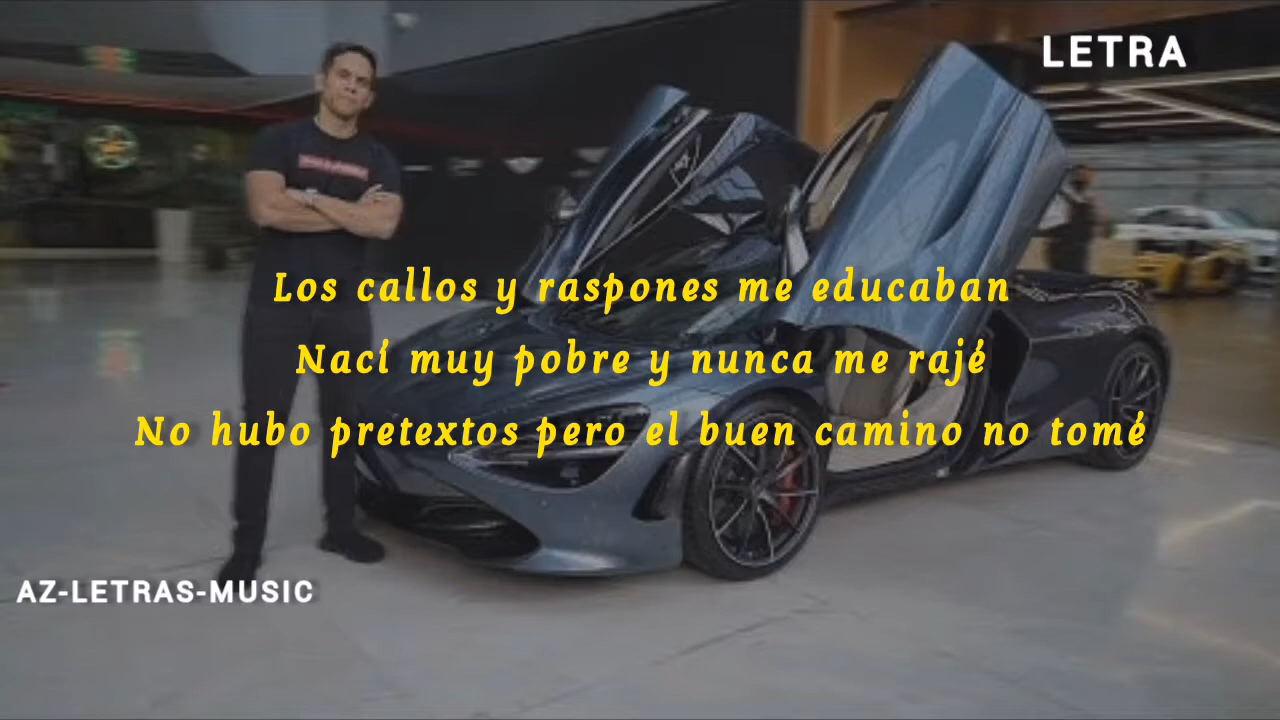 LETRA
Los callos y raspones me educaban
Nací muy pobre y nunca me rajé
No hubo pretextos pero el buen camino no tomé
AZ-LETRAS-MUSIC